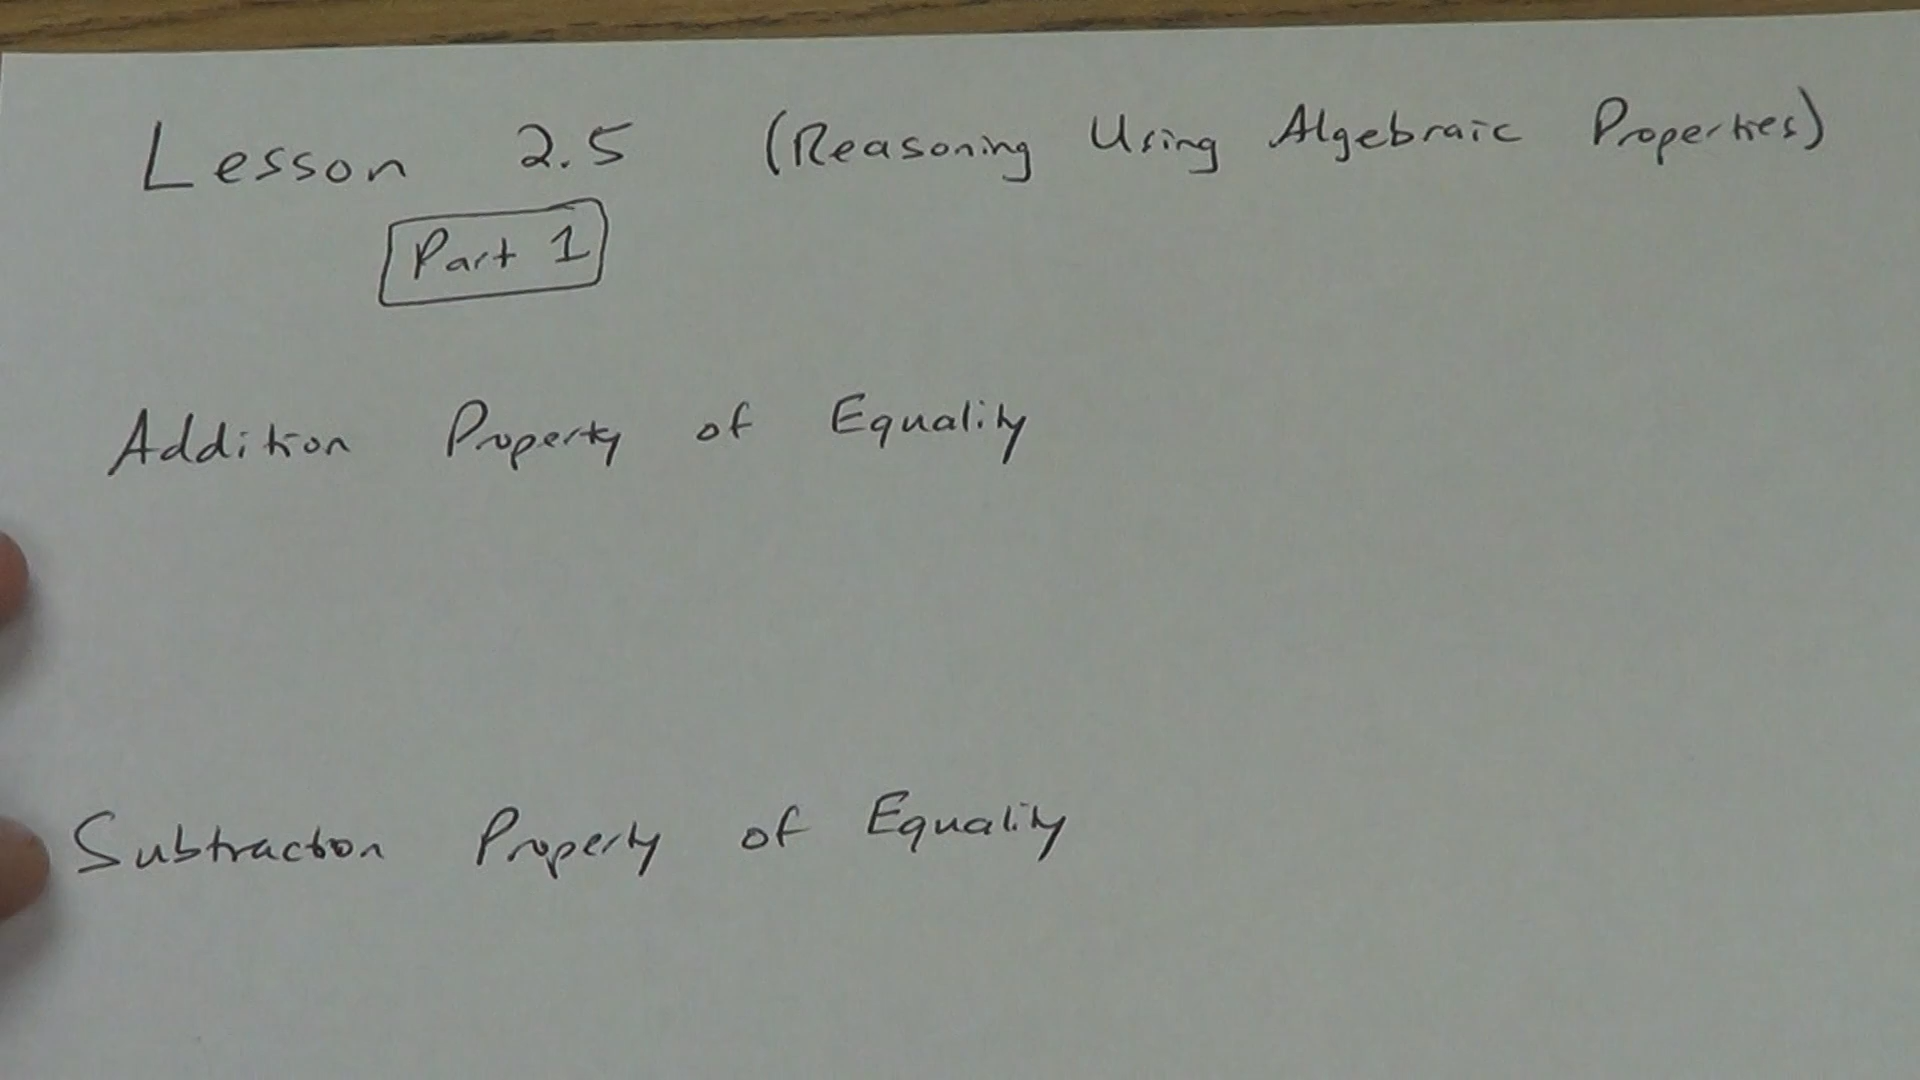 Lesson 2.5 (Reasoning Using Algebraic Properties)
Part 1
Addition Property of Equality
Subtraction Property of Equality